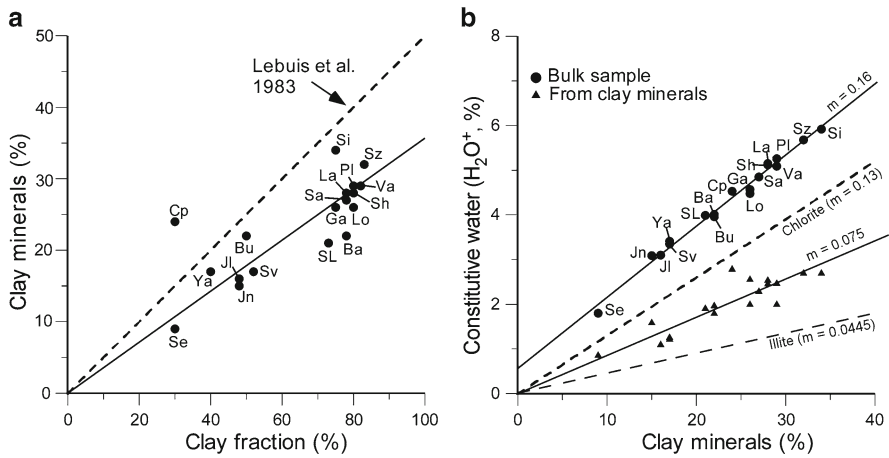 a
50
40
30
20
10
0
0
20
40
60
80
100
Clay minerals (%)
Clay fraction (%)
Lebuis et al.
1983
Si
Sz
La
Pl
Va
Sa
Sh
Ga
Lo
Cp
Bu
SL
Ba
Jl
Ya
Sv
Jn
Se
b
8
6
4
2
0
0
10
20
30
40
Constitutive water (H2O+, %)
Clay minerals (%)
Bulk sample
From clay minerals
m = 0.16
Sz
Si
La
Pl
Sh
Va
Ga
Sa
Cp
Lo
Ba
SL
Bu
Ya
Sv
Jn
Jl
Se
Chlorite (m = 0.13)
m = 0.075
Illite (m = 0.0445)